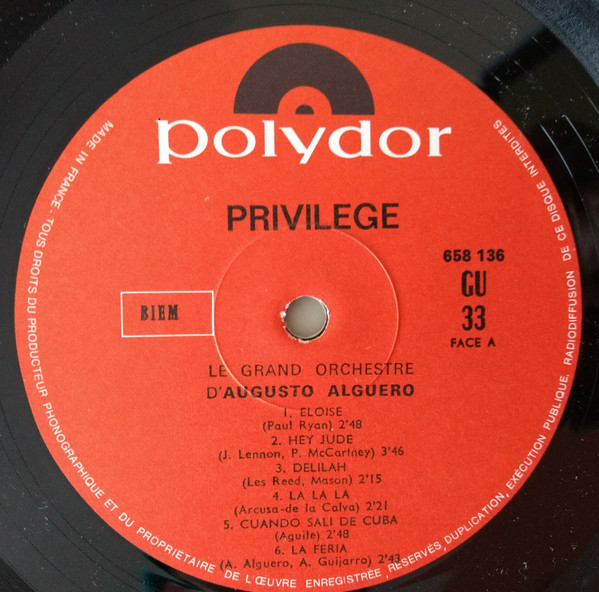 polydor
PRIVILEGE
658 136
GU
33
FACE A
BIEM
LE GRAND ORCHESTRE
D'AUGUSTO ALGUERO
1. ELOISE
(Paul Ryan) 2'48
2. HEY JUDE
(J. Lennon, P. McCartney) 3'46
3. DELILAH
(Les Reed, Mason) 2'15
4. LA LA LA
(Arcusa-de la Calva) 2'21
5. CUANDO SALI DE CUBA
(Aguile) 2'48
6. LA FERIA
(A. Alguero, A. Guijarro) 2'43
MADE IN FRANCE - TOUS DROITS DU PRODUCTEUR PHONOGRAPHIQUE ET DU PROPRIETAIRE DE L'ŒUVRE ENREGISTRÉE, RÉSERVÉS, DUPLICATION, EXÉCUTION PUBLIQUE, RADIODIFFUSION DE CE DISQUE INTERDITES